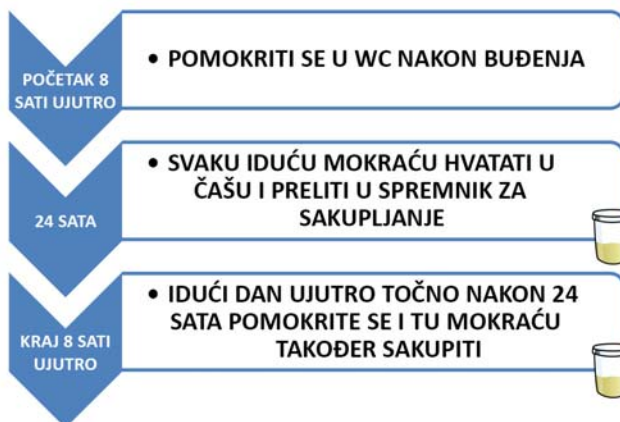 POČETAK 8
SATI UJUTRO
• POMOKRITI SE U WC NAKON BUĐENJA
24 SATA
• SVAKU IDUĆU MOKRAĆU HVATATI U
ČAŠU I PRELITI U SPREMNIK ZA
SAKUPLJANJE
KRAJ 8 SATI
UJUTRO
• IDUĆI DAN UJUTRO TOČNO NAKON 24
SATA POMOKRITE SE I TU MOKRAĆU
TAKOĐER SAKUPITI